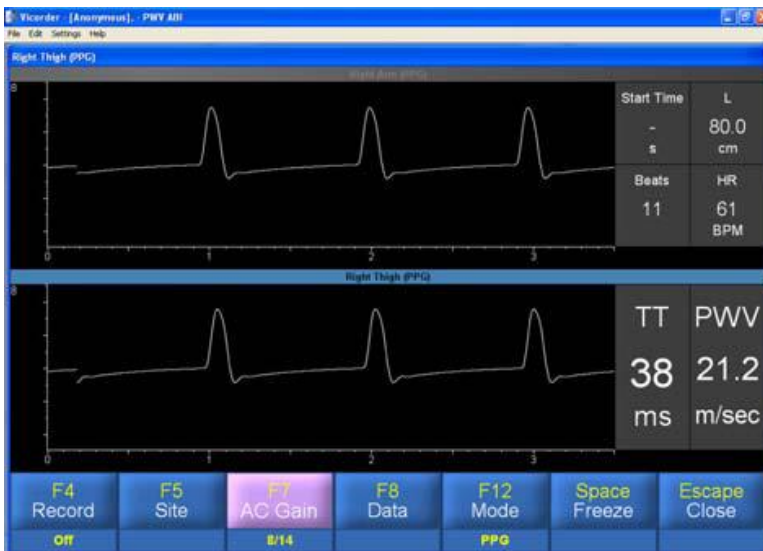 Vicorder - [Anonymous]. - PWV ABI
File Edit Settings Help
Right Thigh (PPG)
Right Arm (PPG)
8
Start Time L
- 80.0
s cm
Beats HR
11 61
BPM
0 1 2 3
Right Thigh (PPG)
8
TT PWV
38 21.2
ms m/sec
0 1 2 3
F4 F5 F7 F8 F12 Space Escape
Record Site AC Gain Data Mode Freeze Close
Off 8/14 PPG